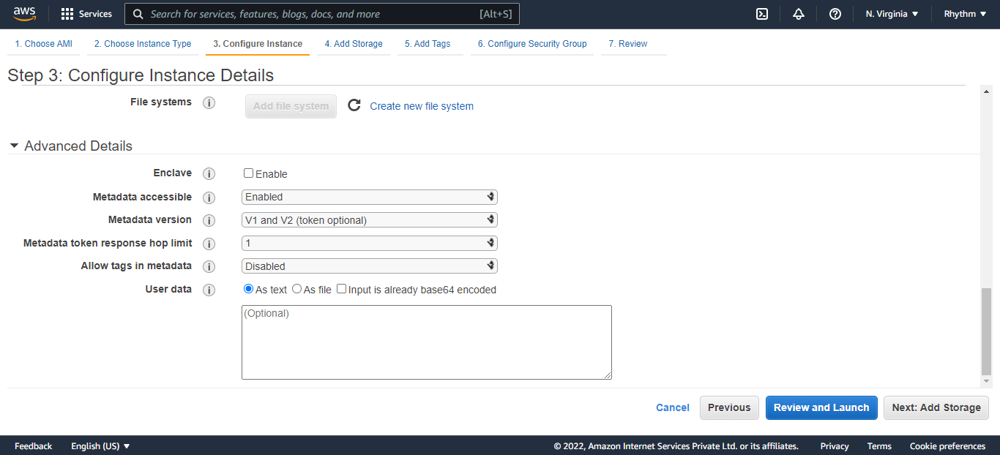 aws Services Search for services, features, blogs, docs, and more [Alt+S] N. Virginia Rhythm
1. Choose AMI 2. Choose Instance Type 3. Configure Instance 4. Add Storage 5. Add Tags 6. Configure Security Group 7. Review
Step 3: Configure Instance Details
File systems i Add file system Create new file system
Advanced Details
Enclave i Enable
Metadata accessible i Enabled
Metadata version i V1 and V2 (token optional)
Metadata token response hop limit i 1
Allow tags in metadata i Disabled
User data i As text As file Input is already base64 encoded
(Optional)
Cancel Previous Review and Launch Next: Add Storage
Feedback English (US) © 2022, Amazon Internet Services Private Ltd. or its affiliates. Privacy Terms Cookie preferences